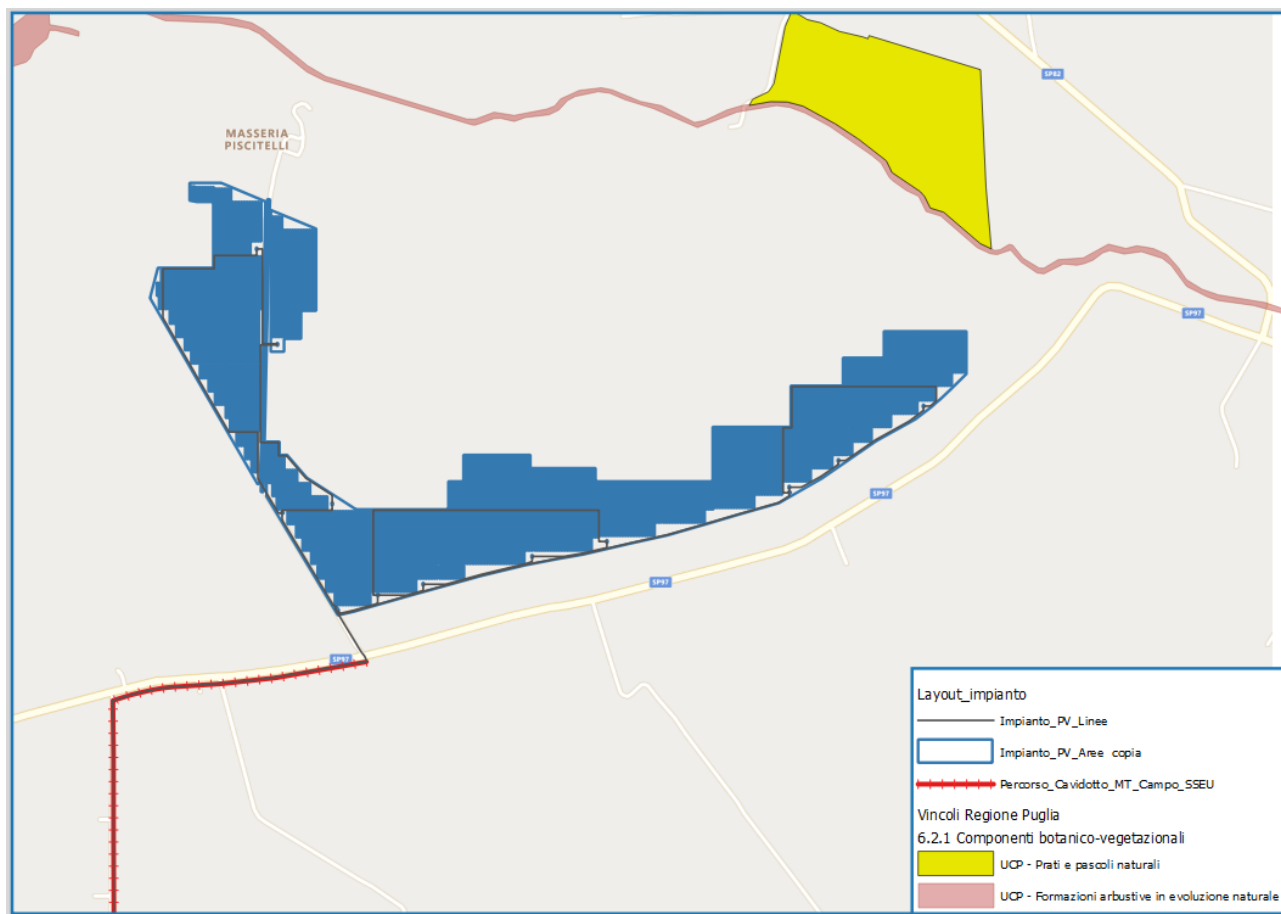 SP82
MASSERIA
PISCITELLI
SP97
SP97
SP97
SP97
Layout_impianto
Impianto_PV_Linee
Impianto_PV_Aree copia
Percorso_Cavidotto_MT_Campo_SSEU
Vincoli Regione Puglia
6.2.1 Componenti botanico-vegetazionali
UCP - Prati e pascoli naturali
UCP - Formazioni arbustive in evoluzione naturale